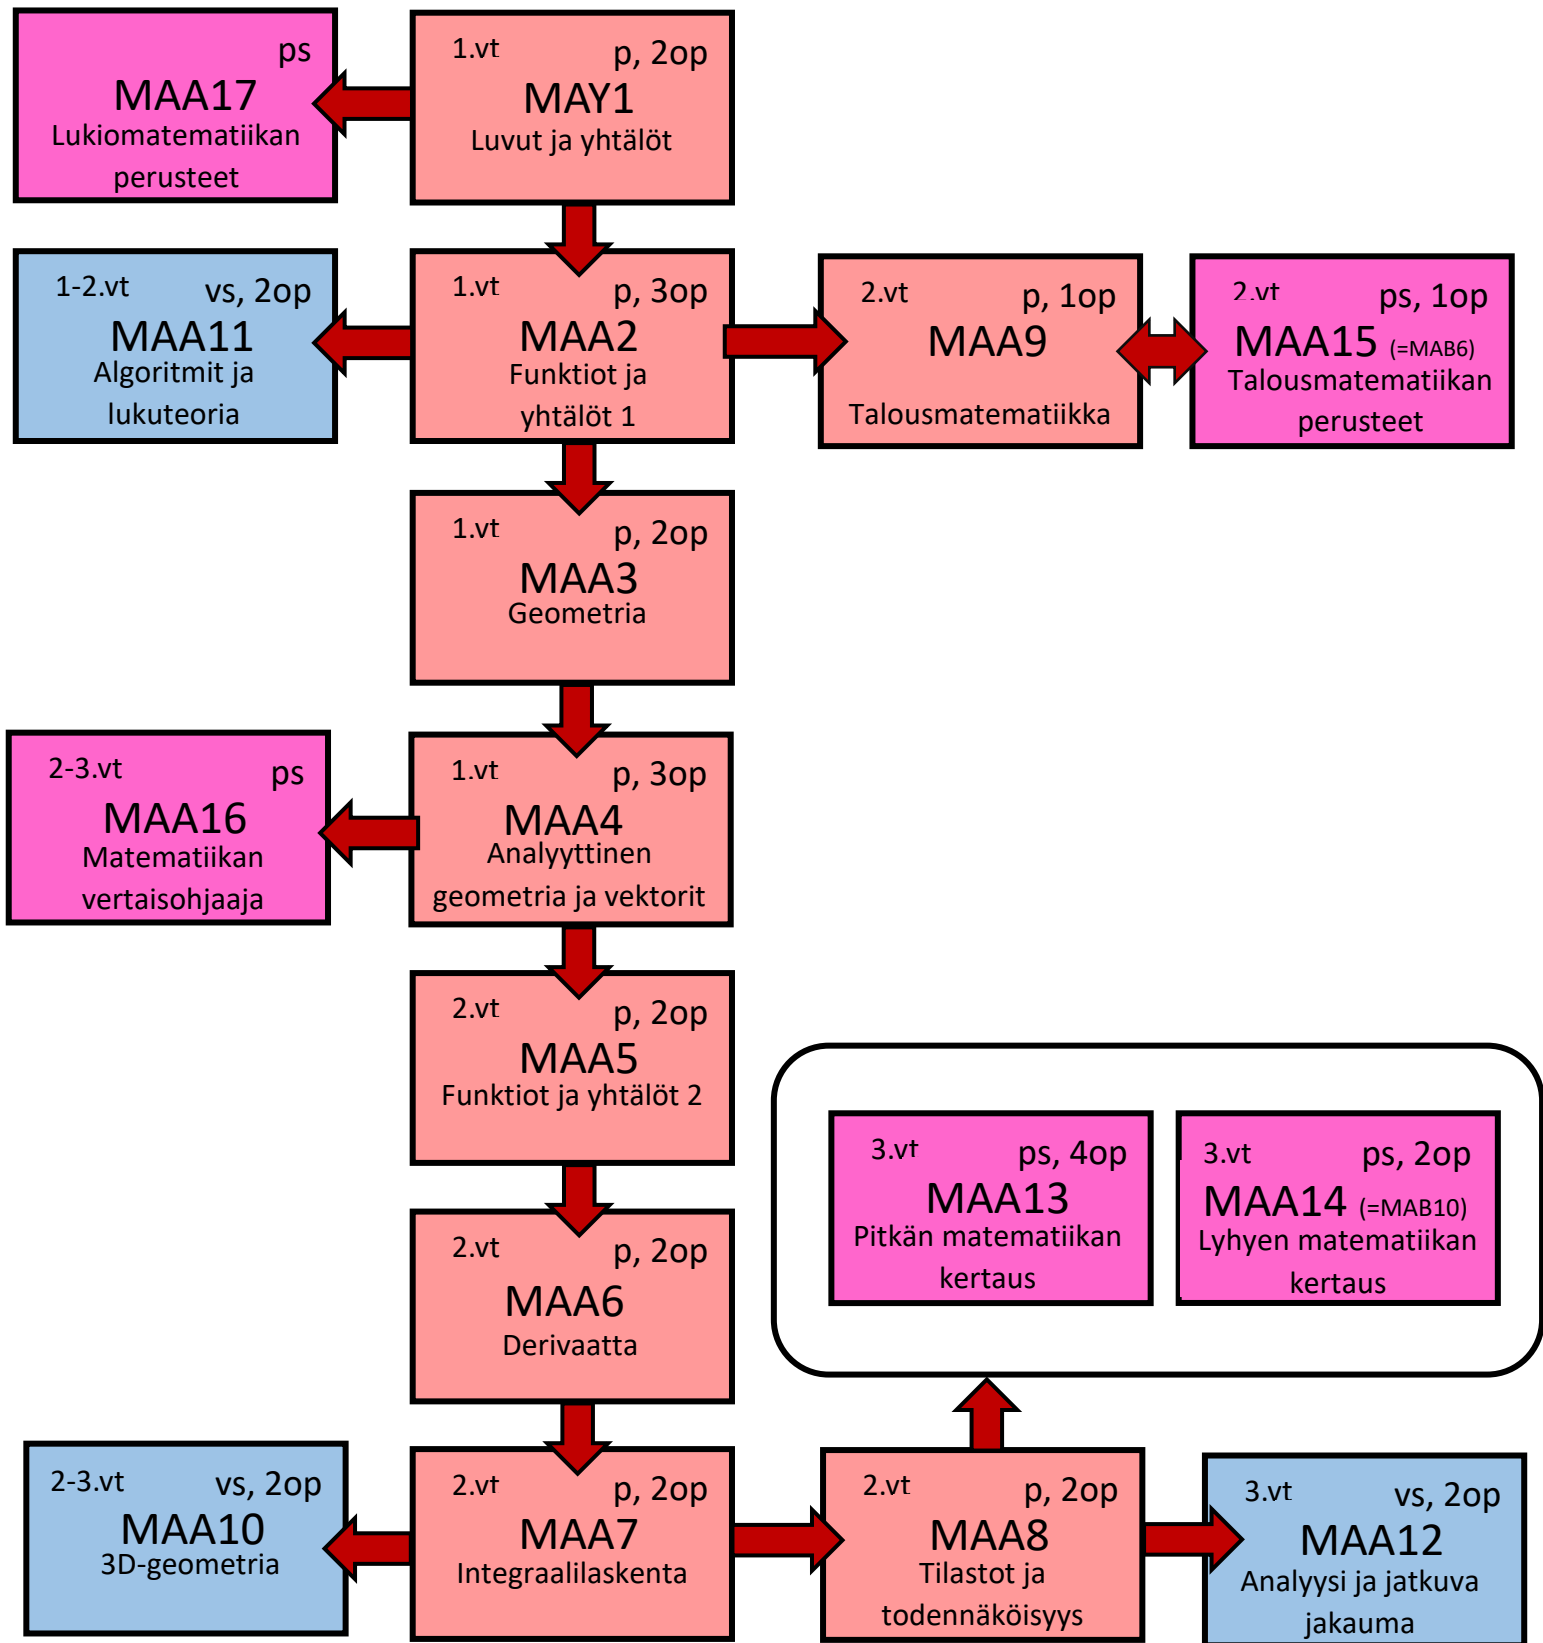 ps
MAA17
Lukiomatematiikan
perusteet
1.vt p, 2op
MAY1
Luvut ja yhtälöt
1-2.vt vs, 2op
MAA11
Algoritmit ja
lukuteoria
1.vt p, 3op
MAA2
Funktiot ja
yhtälöt 1
2.vt p, 1op
MAA9
Talousmatematiikka
2.vt ps, 1op
MAA15 (=MAB6)
Talousmatematiikan
perusteet
1.vt p, 2op
MAA3
Geometria
2-3.vt ps
MAA16
Matematiikan
vertaisohjaaja
1.vt p, 3op
MAA4
Analyyttinen
geometria ja vektorit
2.vt p, 2op
MAA5
Funktiot ja yhtälöt 2
3.vt ps, 4op
MAA13
Pitkän matematiikan
kertaus
3.vt ps, 2op
MAA14 (=MAB10)
Lyhyen matematiikan
kertaus
2.vt p, 2op
MAA6
Derivaatta
2-3.vt vs, 2op
MAA10
3D-geometria
2.vt p, 2op
MAA7
Integraalilaskenta
2.vt p, 2op
MAA8
Tilastot ja
todennäköisyys
3.vt vs, 2op
MAA12
Analyysi ja jatkuva
jakauma